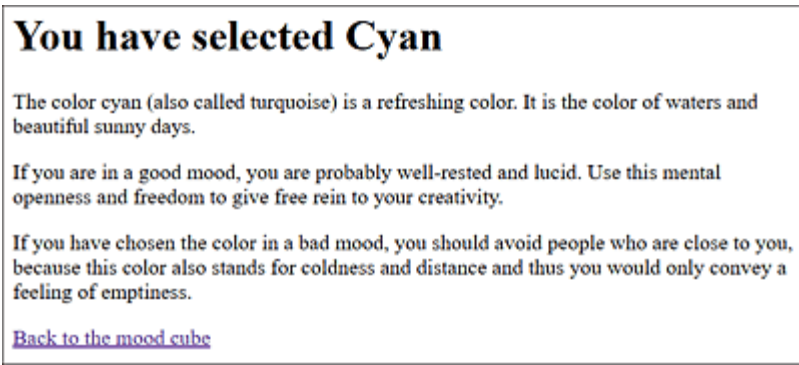 You have selected Cyan
The color cyan (also called turquoise) is a refreshing color. It is the color of waters and
beautiful sunny days.
If you are in a good mood, you are probably well-rested and lucid. Use this mental
openness and freedom to give free rein to your creativity.
If you have chosen the color in a bad mood, you should avoid people who are close to you,
because this color also stands for coldness and distance and thus you would only convey a
feeling of emptiness.
Back to the mood cube